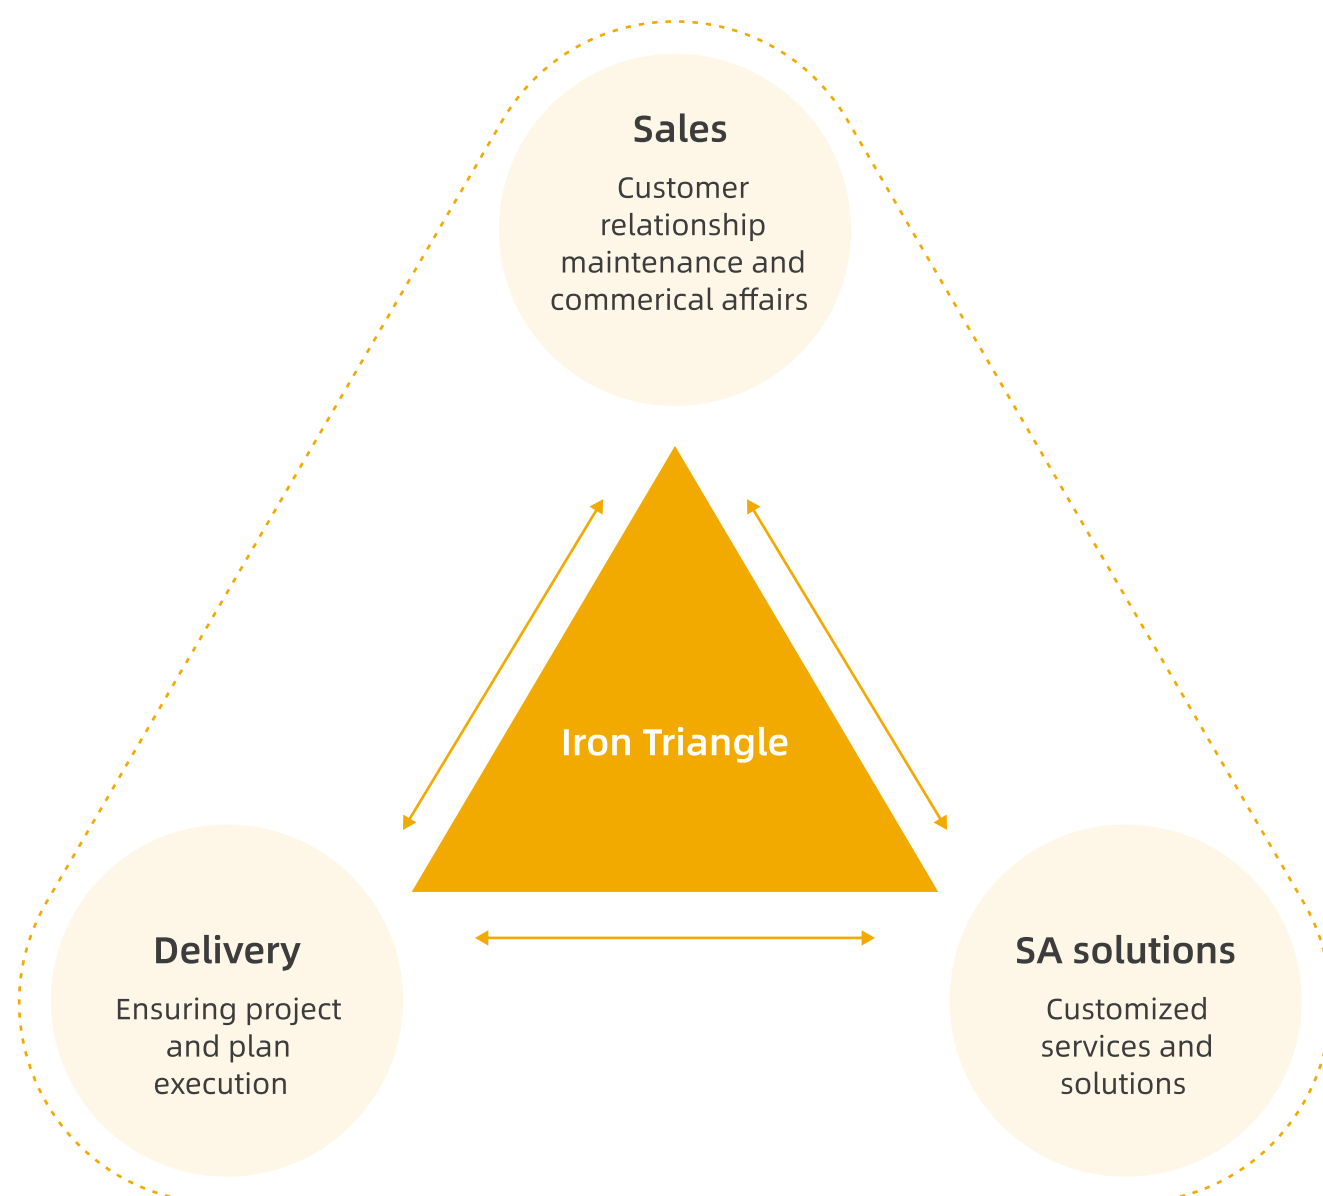 Sales
Customer
relationship
maintenance and
commerical affairs
Iron Triangle
Delivery
Ensuring project
and plan
execution
SA solutions
Customized
services and
solutions